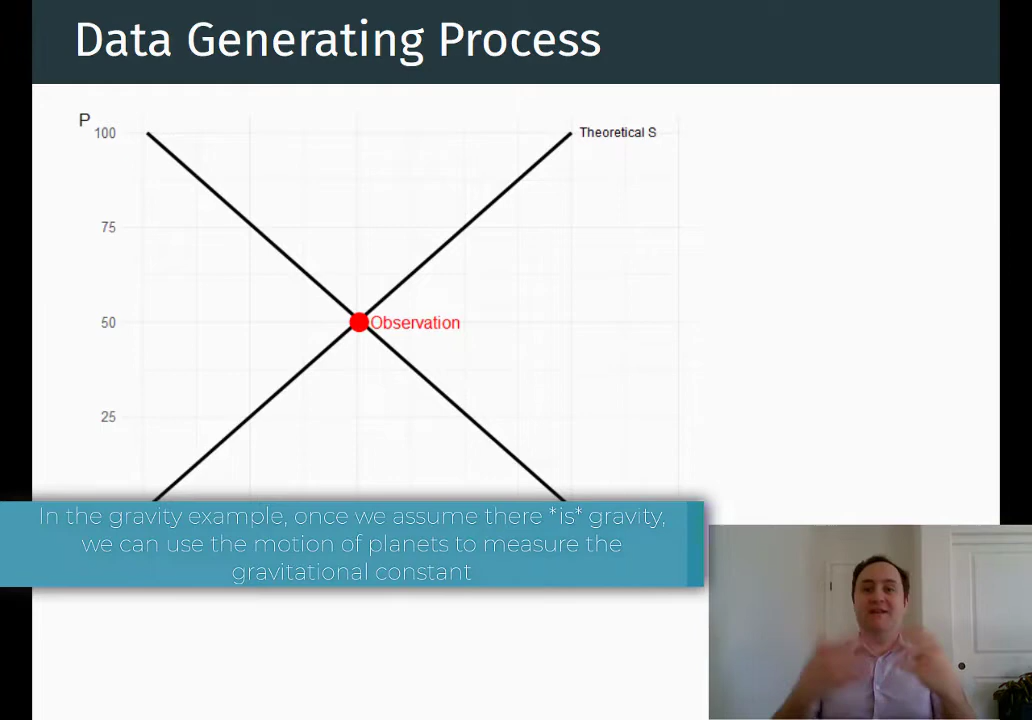 Data Generating Process
P
100
Theoretical S
75
50
Observation
25
In the gravity example, once we assume there *is* gravity,
we can use the motion of planets to measure the
gravitational constant